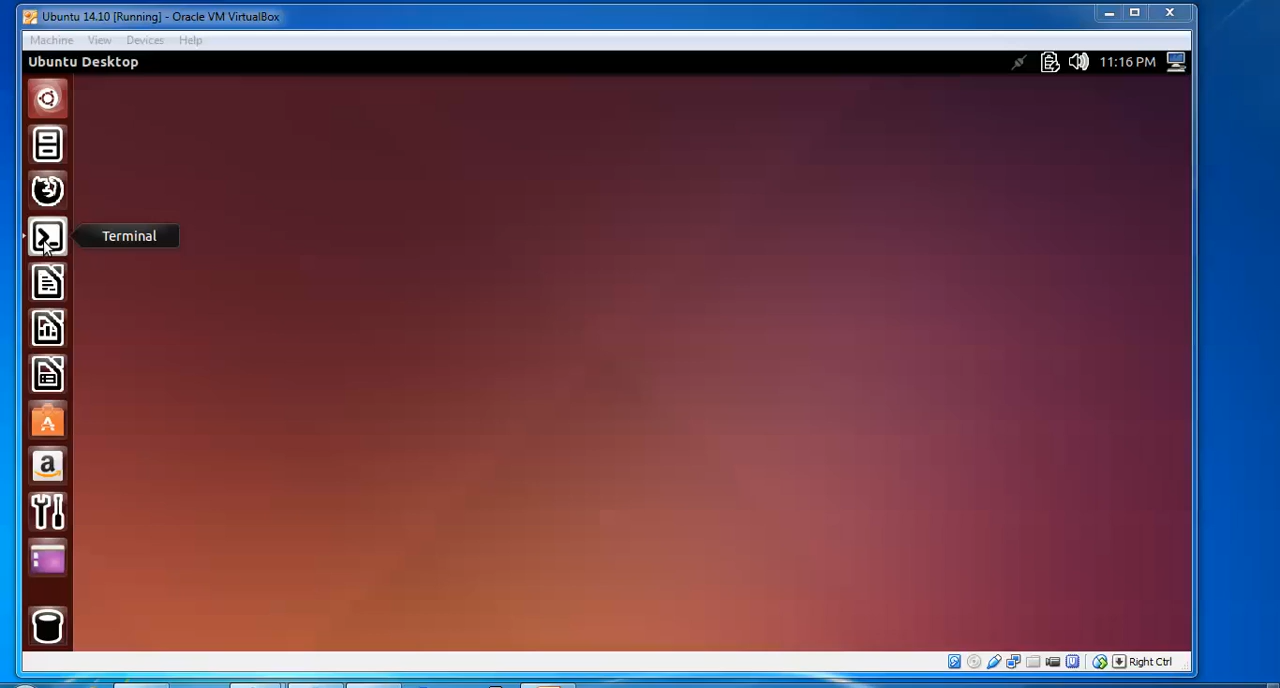 Ubuntu 14.10 [Running] - Oracle VM VirtualBox
Machine View Devices Help
Ubuntu Desktop 11:16 PM
Terminal
A
a
Right Ctrl